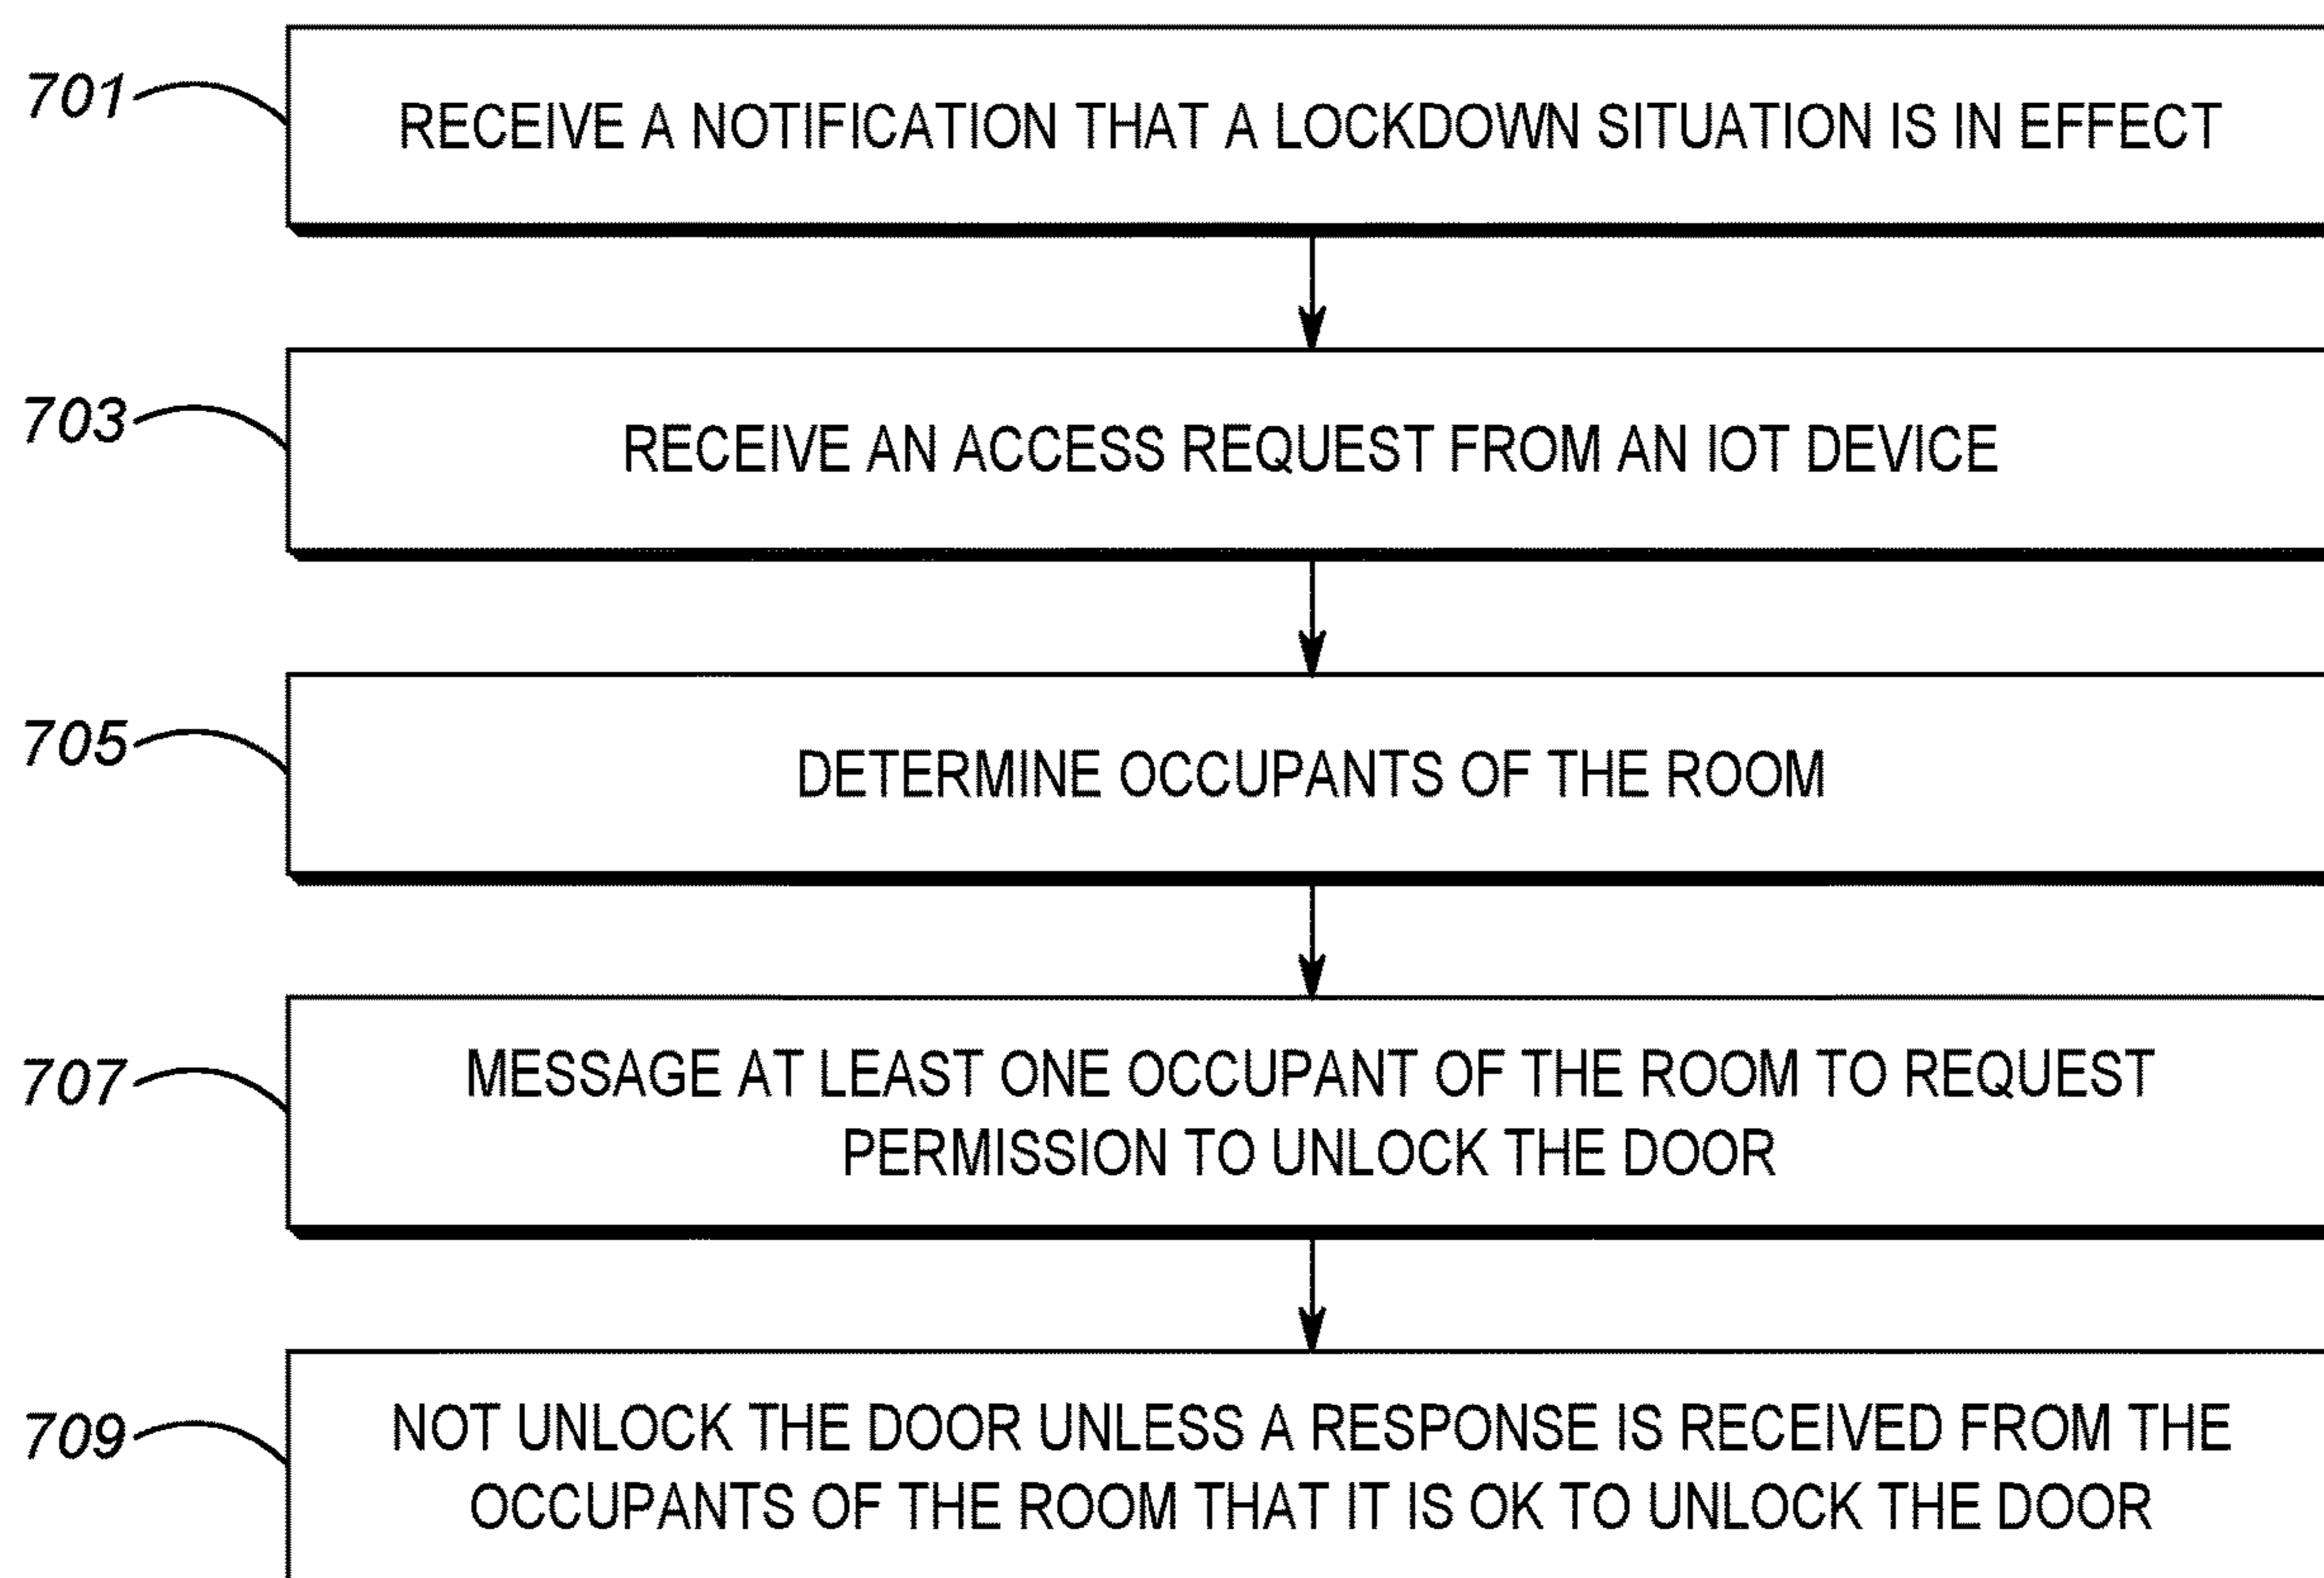 701 RECEIVE A NOTIFICATION THAT A LOCKDOWN SITUATION IS IN EFFECT
703 RECEIVE AN ACCESS REQUEST FROM AN IOT DEVICE
705 DETERMINE OCCUPANTS OF THE ROOM
707 MESSAGE AT LEAST ONE OCCUPANT OF THE ROOM TO REQUEST
PERMISSION TO UNLOCK THE DOOR
709 NOT UNLOCK THE DOOR UNLESS A RESPONSE IS RECEIVED FROM THE
OCCUPANTS OF THE ROOM THAT IT IS OK TO UNLOCK THE DOOR